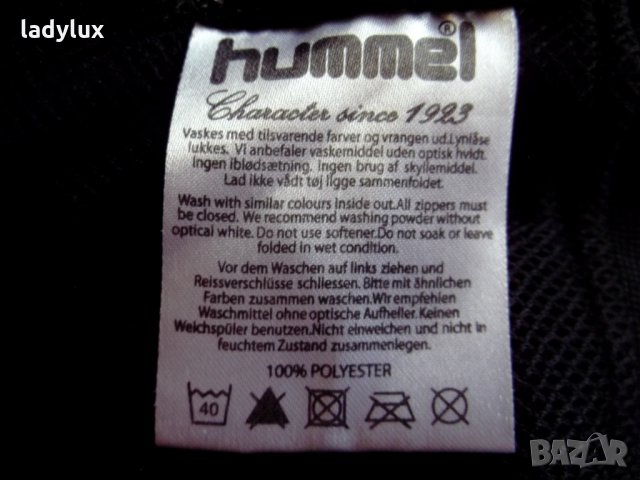 ladylux
hummel®
Character since 1923
Vaskes med tilsvarende farver og vrangen ud.Lynlåse
lukkes. Vi anbefaler vaskemiddel uden optisk hvidt.
Ingen iblødsætning. Ingen brug af skyllemiddel.
Lad ikke vådt tøj ligge sammenfoldet.
Wash with similar colours inside out.All zippers must
be closed. We recommend washing powder without
optical white. Do not use softener.Do not soak or leave
folded in wet condition.
Vor dem Waschen auf links ziehen und
Reissverschlüsse schliessen. Bitte mit ähnlichen
Farben zusammen waschen.Wir empfehlen
Waschmittel ohne optische Aufheller. Keinen
Weichspüler benutzen.Nicht einweichen und nicht in
feuchtem Zustand zusammenlegen.
100% POLYESTER
40
BAZAR